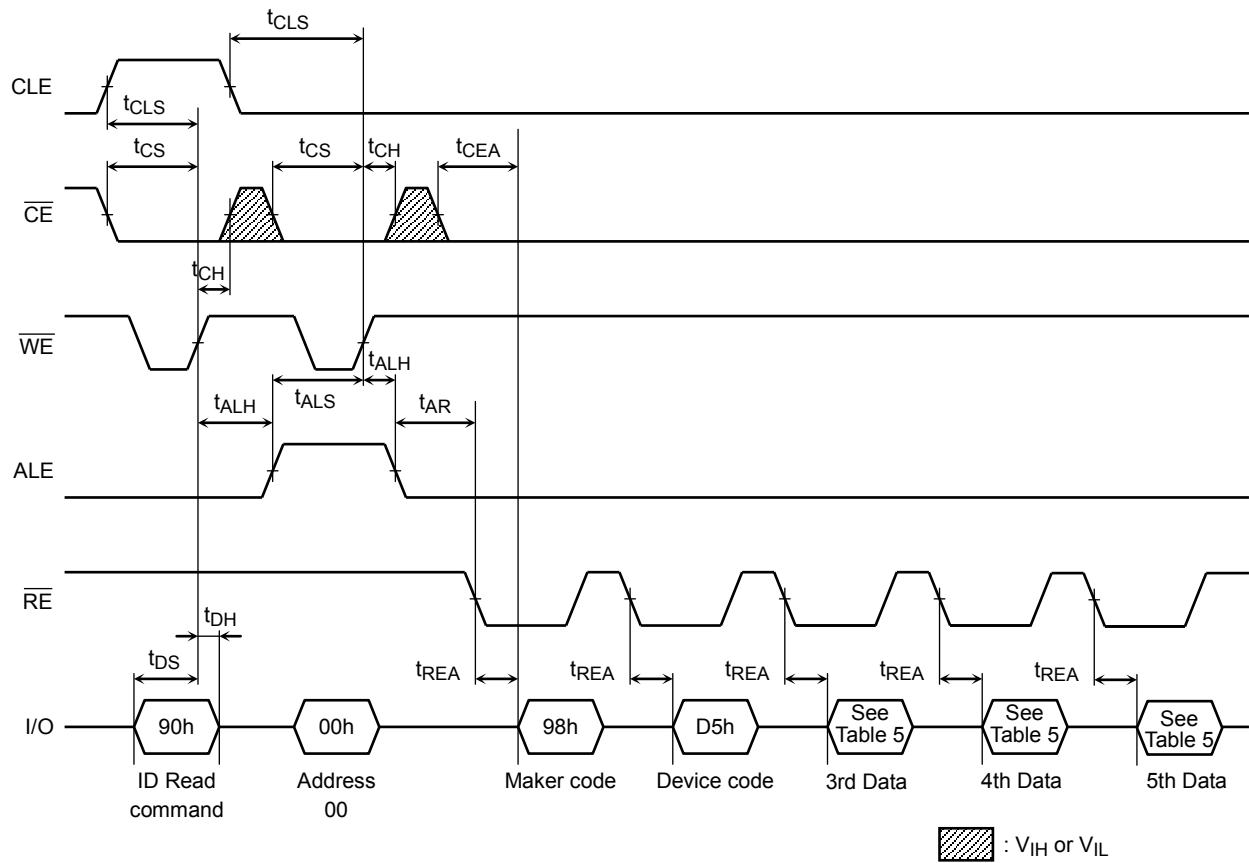 tCLS
CLE
tCLS
tCS
tCS
tCH
tCEA
CE
tCH
WE
tALH
tALH
tALS
tAR
ALE
RE
tDH
tDS
tREA
tREA
tREA
tREA
tREA
I/O
90h
00h
98h
D5h
See
Table 5
See
Table 5
See
Table 5
ID Read
command
Address
00
Maker code
Device code
3rd Data
4th Data
5th Data
: VIH or VIL